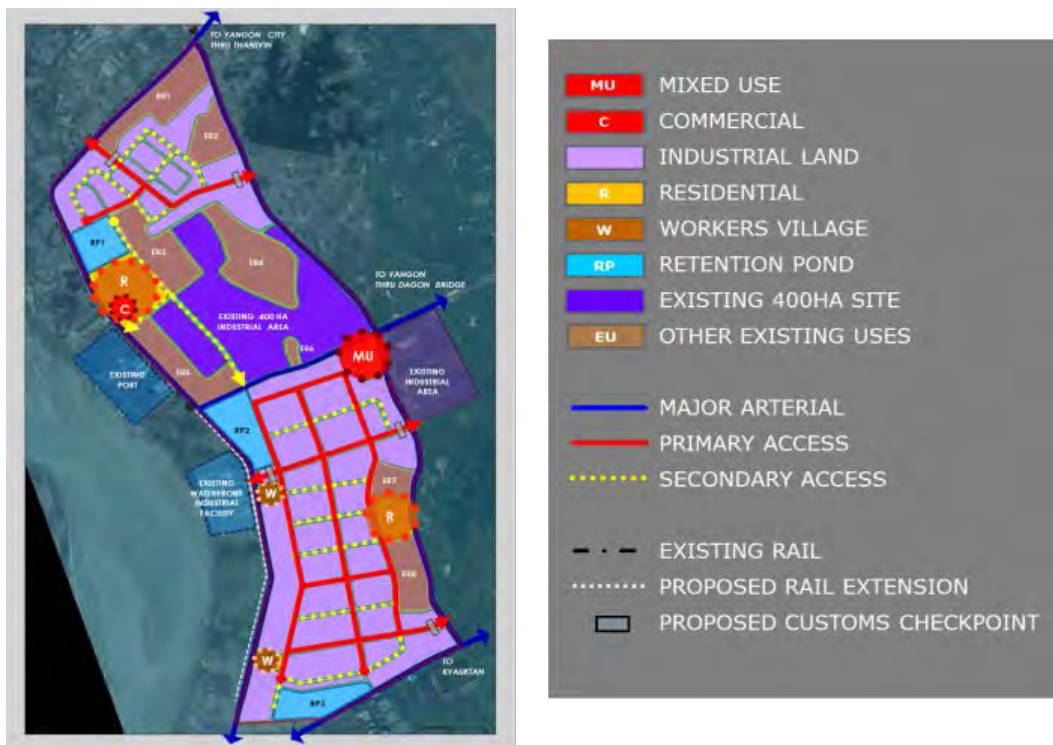 TO YANGON CITY
THRU THANLYIN
EU1
EU2
RP1
EU3
EU4
R
C
TO YANGON
THRU DAGON BRIDGE
EXISTING 400HA
INDUSTRIAL AREA
EU6
MU
EXISTING
PORT
EU5
EXISTING
INDUSTRIAL
AREA
RP2
EXISTING
WATERFRONT
INDUSTRIAL
FACILITY
W
EU7
R
EU8
W
TO
KYAUKTAN
RP3
MU MIXED USE
C COMMERCIAL
INDUSTRIAL LAND
R RESIDENTIAL
W WORKERS VILLAGE
RP RETENTION POND
EXISTING 400HA SITE
EU OTHER EXISTING USES
MAJOR ARTERIAL
PRIMARY ACCESS
SECONDARY ACCESS
EXISTING RAIL
PROPOSED RAIL EXTENSION
PROPOSED CUSTOMS CHECKPOINT